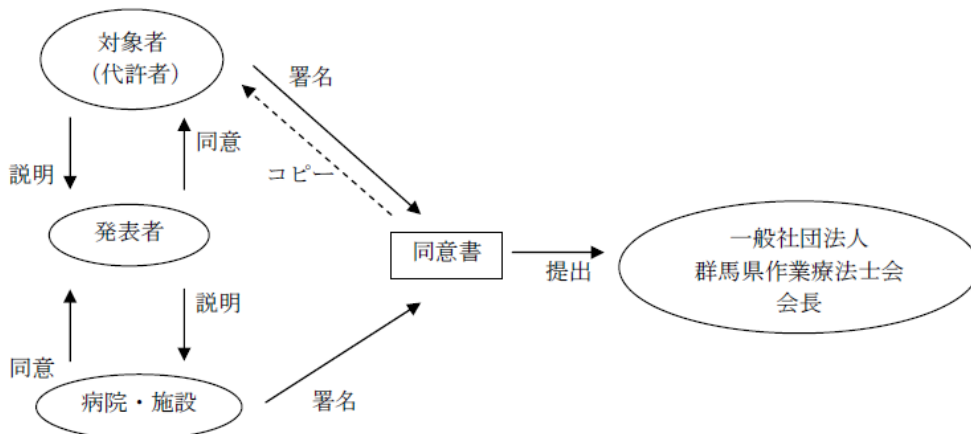 対象者
（代許者）
署名
同意
説明
コピー
発表者
同意書
提出
一般社団法人
群馬県作業療法士会
会長
説明
同意
病院・施設
署名